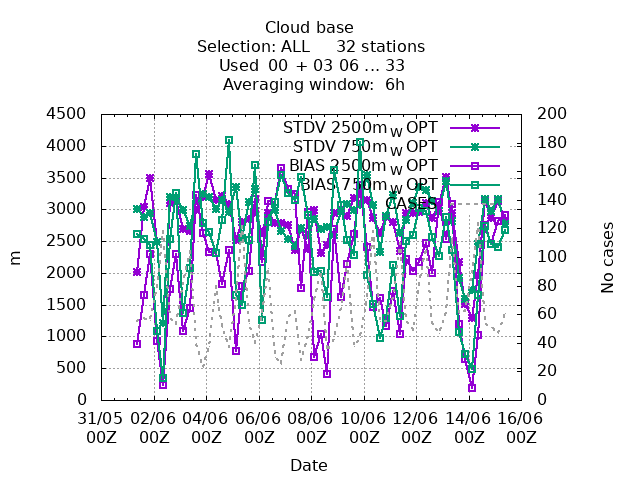 Cloud base
Selection: ALL 32 stations
Used 00 + 03 06 ... 33
Averaging window: 6h
4500
4000
3500
3000
2500
2000
1500
1000
500
0
m
200
180
160
140
120
100
80
60
40
20
0
No cases
STDV 2500m W OPT
STDV 750m W OPT
BIAS 2500m W OPT
BIAS 750m W OPT
CASES
31/05 02/06 04/06 06/06 08/06 10/06 12/06 14/06 16/06
00Z 00Z 00Z 00Z 00Z 00Z 00Z 00Z 00Z
Date